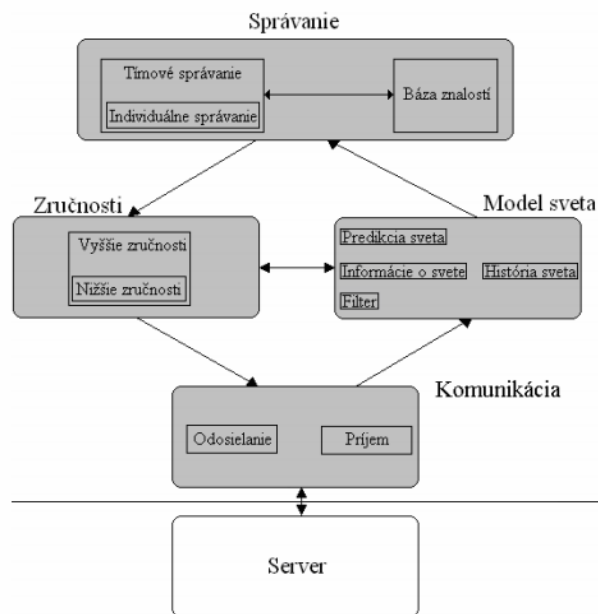 Správanie
Tímové správanie
Individuálne správanie
Báza znalostí
Zručnosti
Model sveta
Vyššie zručnosti
Nižšie zručnosti
Predikcia sveta
Informácie o svete
História sveta
Filter
Komunikácia
Odosielanie
Príjem
Server